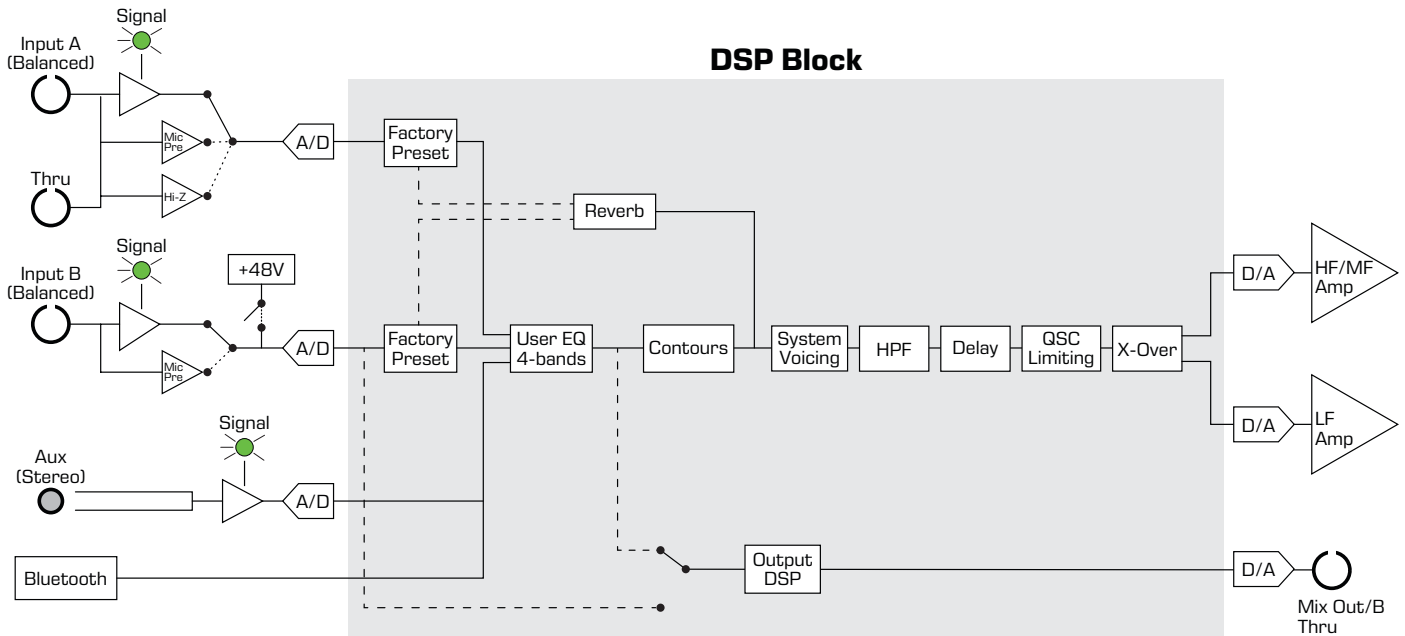 DSP Block
Signal
Input A
(Balanced)
Mic
Pre
Hi-Z
Thru
A/D
Factory
Preset
Reverb
Signal
Input B
(Balanced)
Mic
Pre
+48V
A/D
Factory
Preset
User EQ
4-bands
Contours
System
Voicing
HPF
Delay
QSC
Limiting
X-Over
D/A
HF/MF
Amp
D/A
LF
Amp
Signal
Aux
(Stereo)
A/D
Bluetooth
Output
DSP
D/A
Mix Out/B
Thru